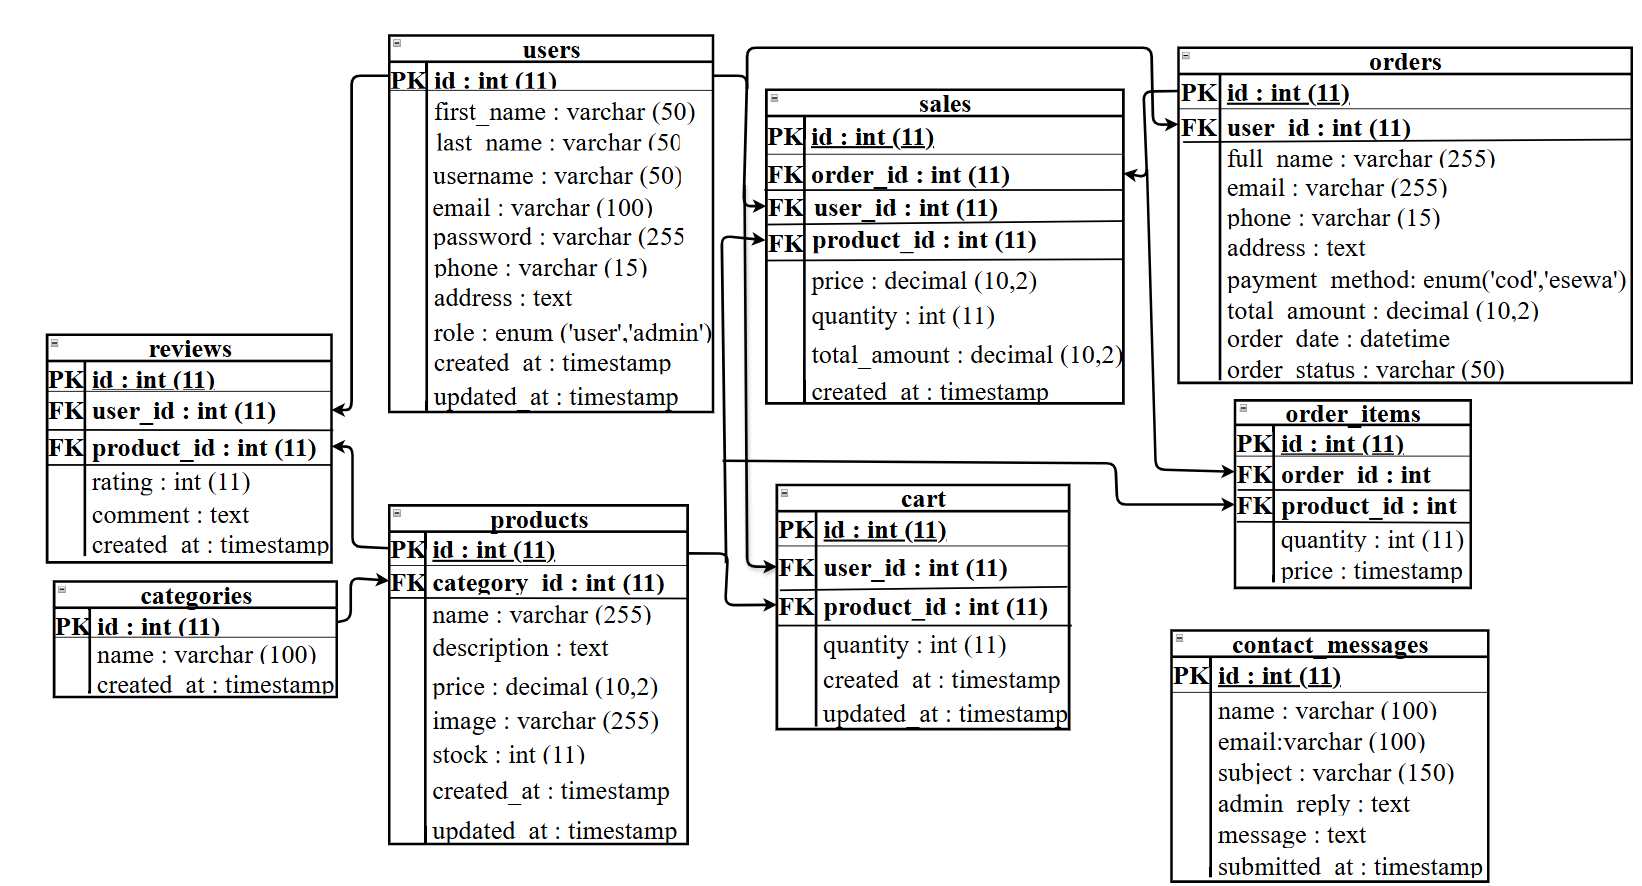 users
PK id : int (11)
first_name : varchar (50)
last_name : varchar (50
username : varchar (50)
email : varchar (100)
password : varchar (255
phone : varchar (15)
address : text
role : enum ('user','admin')
created_at : timestamp
updated_at : timestamp
sales
PK id : int (11)
FK order_id : int (11)
FK user_id : int (11)
FK product_id : int (11)
price : decimal (10,2)
quantity : int (11)
total_amount : decimal (10,2)
created_at : timestamp
orders
PK id : int (11)
FK user_id : int (11)
full_name : varchar (255)
email : varchar (255)
phone : varchar (15)
address : text
payment_method: enum('cod','esewa')
total_amount : decimal (10,2)
order_date : datetime
order_status : varchar (50)
reviews
PK id : int (11)
FK user_id : int (11)
FK product_id : int (11)
rating : int (11)
comment : text
created_at : timestamp
order_items
PK id : int (11)
FK order_id : int
FK product_id : int
quantity : int (11)
price : timestamp
products
PK id : int (11)
FK category_id : int (11)
name : varchar (255)
description : text
price : decimal (10,2)
image : varchar (255)
stock : int (11)
created_at : timestamp
updated_at : timestamp
cart
PK id : int (11)
FK user_id : int (11)
FK product_id : int (11)
quantity : int (11)
created_at : timestamp
updated_at : timestamp
categories
PK id : int (11)
name : varchar (100)
created_at : timestamp
contact_messages
PK id : int (11)
name : varchar (100)
email:varchar (100)
subject : varchar (150)
admin_reply : text
message : text
submitted_at : timestamp